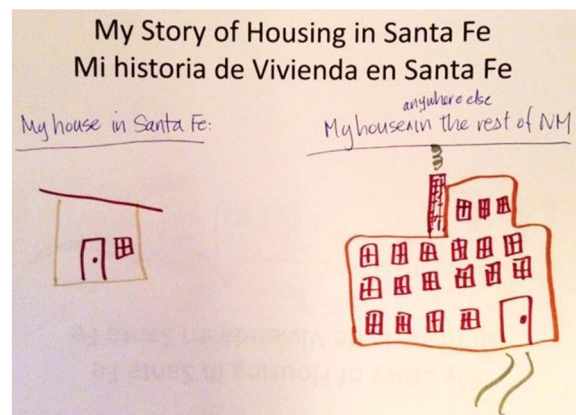 My Story of Housing in Santa Fe
Mi historia de Vivienda en Santa Fe
My house in Santa Fe:
anywhere else
My house in the rest of NM